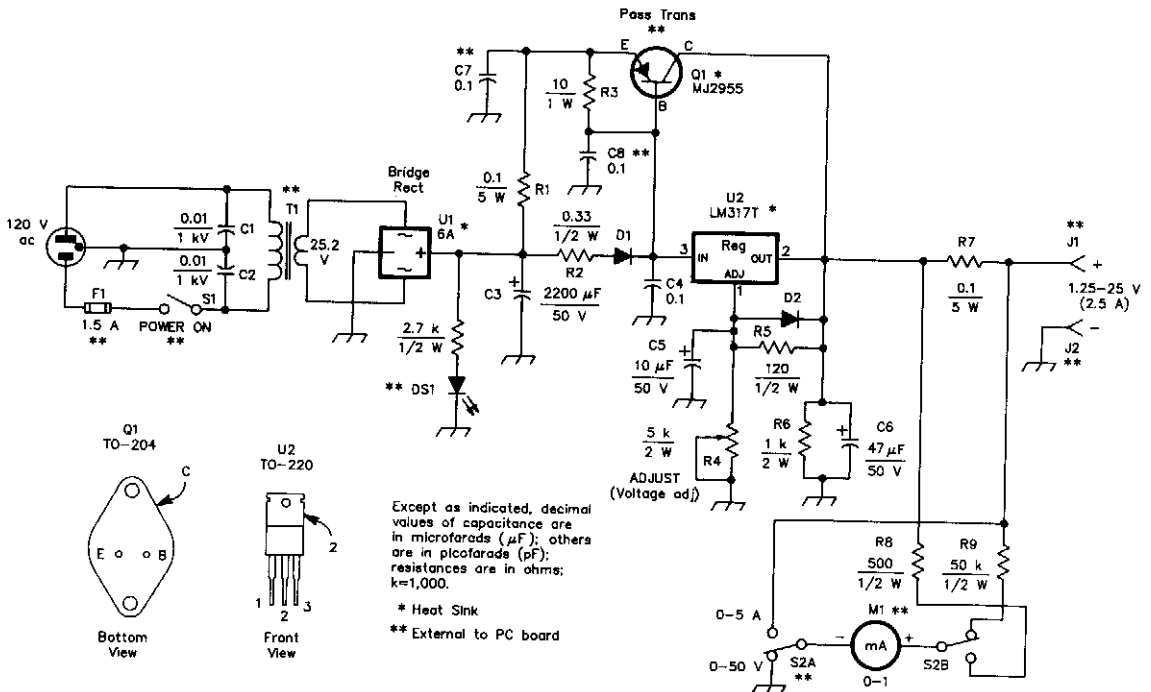 Pass Trans
**
E
C
Q1 *
MJ2955
B
**
C7
0.1
10
1 W
R3
C8 **
0.1
0.1
5 W
R1
120 V
ac
0.01
1 kV
C1
0.01
1 kV
C2
F1
1.5 A
**
S1
POWER ON
**
**
T1
25.2
V
Bridge
Rect
U1
6A *
~
+
~
-
0.33
1/2 W
R2
D1
C3
2200 µF
50 V
C4
0.1
2.7 k
1/2 W
** DS1
U2
LM317T *
3
IN
Reg
OUT
2
ADJ
1
D2
R5
120
1/2 W
C5
+
10 µF
50 V
5 k
2 W
R4
ADJUST
(Voltage adj)
R6
1 k
2 W
+
C6
47 µF
50 V
R7
0.1
5 W
**
J1
+
1.25-25 V
(2.5 A)
-
J2
**
R8
500
1/2 W
R9
50 k
1/2 W
0-5 A
0-50 V
S2A
**
-
M1 **
mA
+
0-1
S2B
Q1
TO-204
C
E
B
Bottom
View
U2
TO-220
2
1
2
3
Front
View
Except as indicated, decimal
values of capacitance are
in microfarads (µF); others
are in picofarads (pF);
resistances are in ohms;
k=1,000.
* Heat Sink
** External to PC board